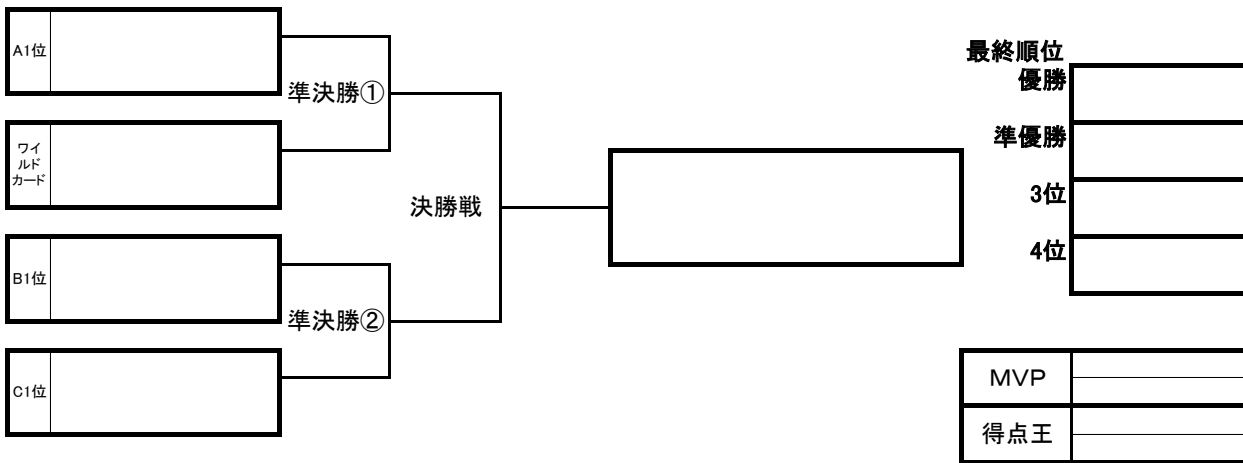 A1位
準決勝①
ワイ
ルド
カード
決勝戦
B1位
準決勝②
C1位
最終順位
優勝
準優勝
3位
4位
MVP
得点王